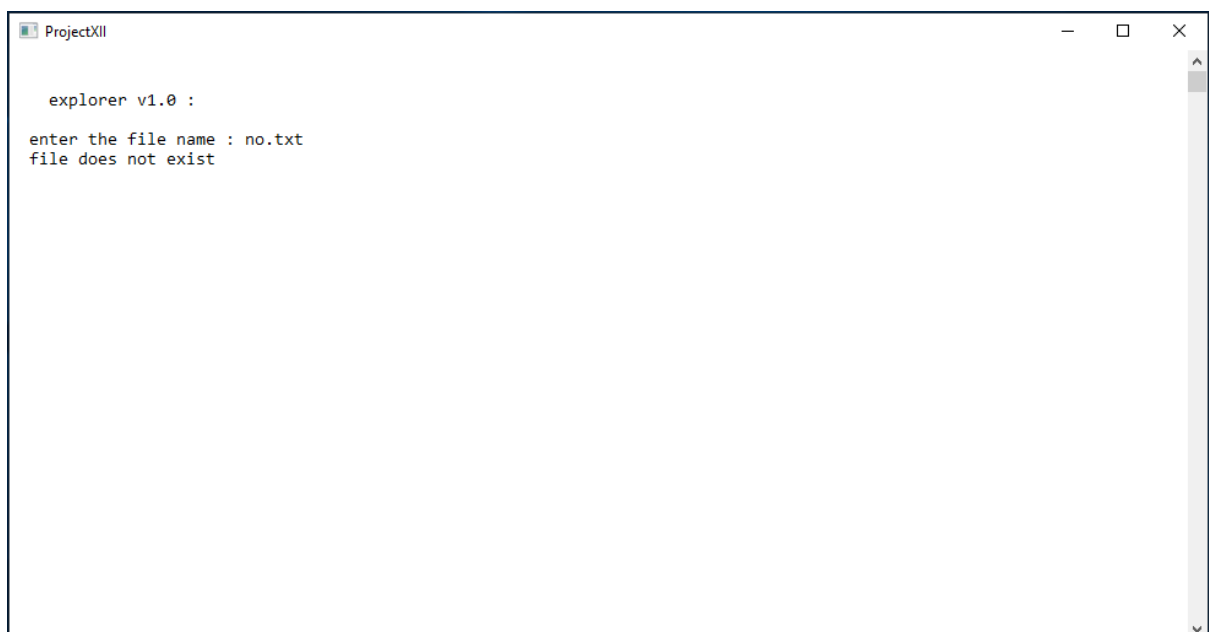 ProjectXII
explorer v1.0 :
enter the file name : no.txt
file does not exist